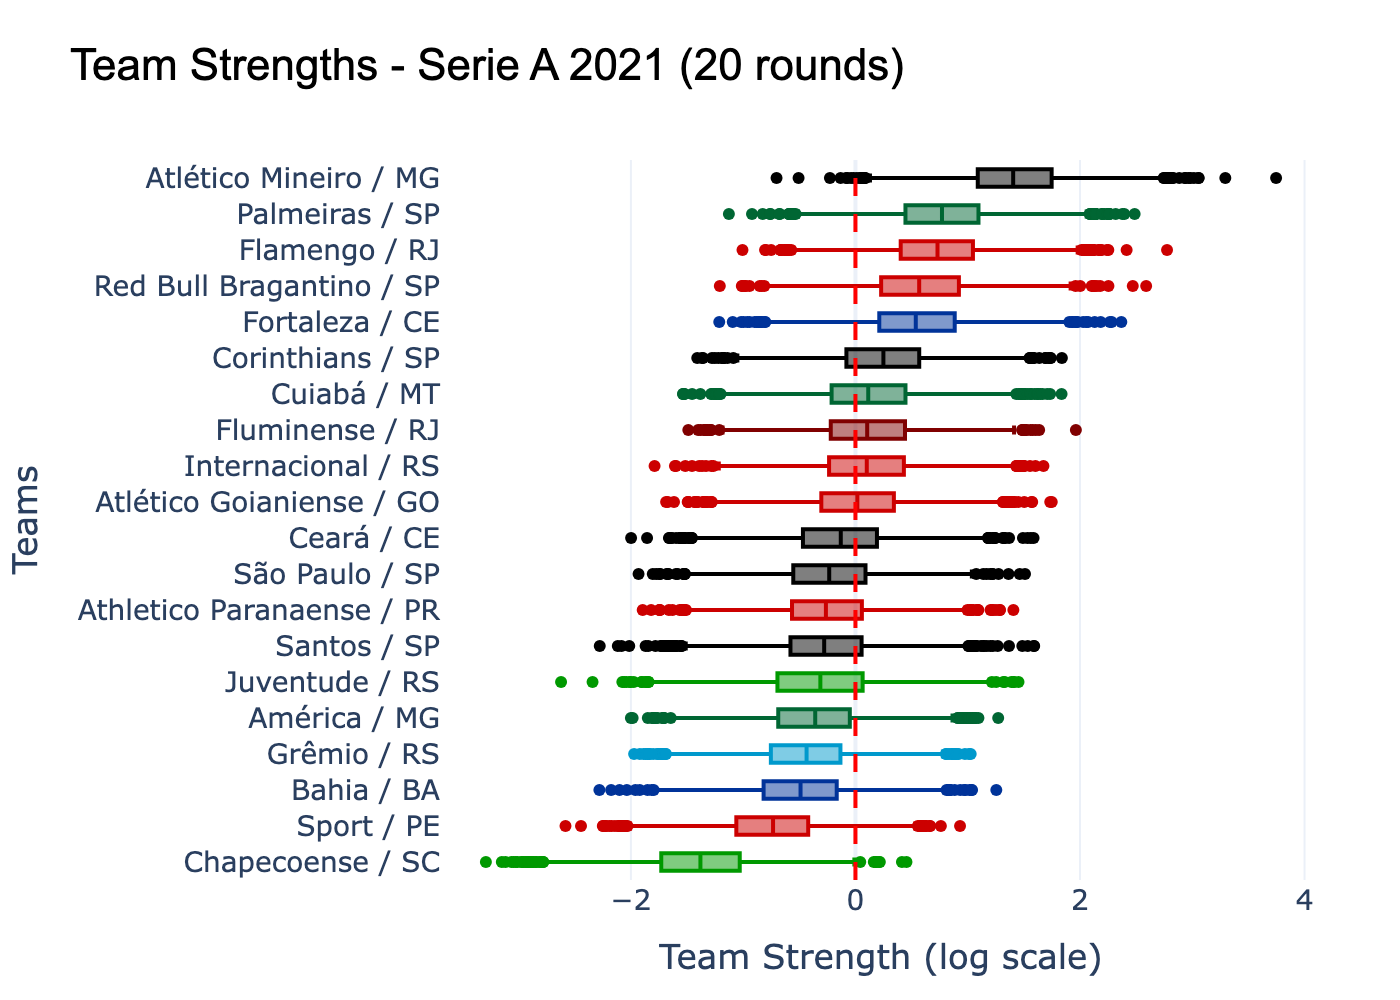 Team Strengths - Serie A 2021 (20 rounds)
Teams
Atlético Mineiro / MG
Palmeiras / SP
Flamengo / RJ
Red Bull Bragantino / SP
Fortaleza / CE
Corinthians / SP
Cuiabá / MT
Fluminense / RJ
Internacional / RS
Atlético Goianiense / GO
Ceará / CE
São Paulo / SP
Athletico Paranaense / PR
Santos / SP
Juventude / RS
América / MG
Grêmio / RS
Bahia / BA
Sport / PE
Chapecoense / SC
−2 0 2 4
Team Strength (log scale)